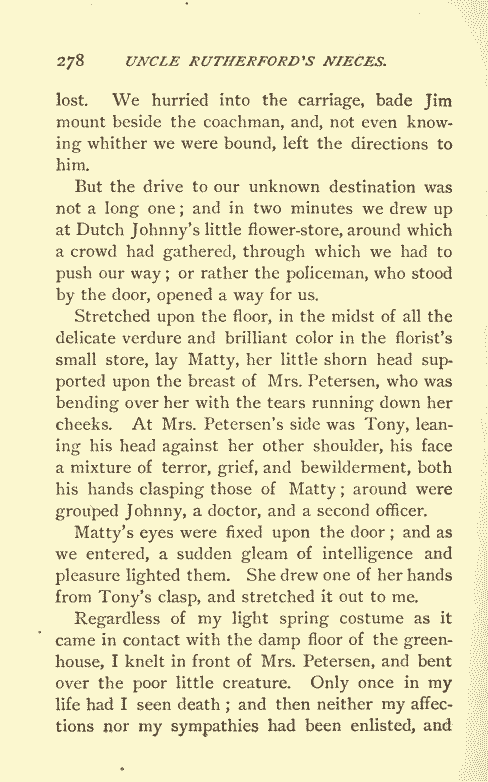 278 UNCLE RUTHERFORD'S NIECES.
lost. We hurried into the carriage, bade Jim
mount beside the coachman, and, not even know-
ing whither we were bound, left the directions to
him.
But the drive to our unknown destination was
not a long one; and in two minutes we drew up
at Dutch Johnny's little flower-store, around which
a crowd had gathered, through which we had to
push our way; or rather the policeman, who stood
by the door, opened a way for us.
Stretched upon the floor, in the midst of all the
delicate verdure and brilliant color in the florist's
small store, lay Matty, her little shorn head sup-
ported upon the breast of Mrs. Petersen, who was
bending over her with the tears running down her
cheeks. At Mrs. Petersen's side was Tony, lean-
ing his head against her other shoulder, his face
a mixture of terror, grief, and bewilderment, both
his hands clasping those of Matty; around were
grouped Johnny, a doctor, and a second officer.
Matty's eyes were fixed upon the door; and as
we entered, a sudden gleam of intelligence and
pleasure lighted them. She drew one of her hands
from Tony's clasp, and stretched it out to me.
Regardless of my light spring costume as it
came in contact with the damp floor of the green-
house, I knelt in front of Mrs. Petersen, and bent
over the poor little creature. Only once in my
life had I seen death; and then neither my affec-
tions nor my sympathies had been enlisted, and